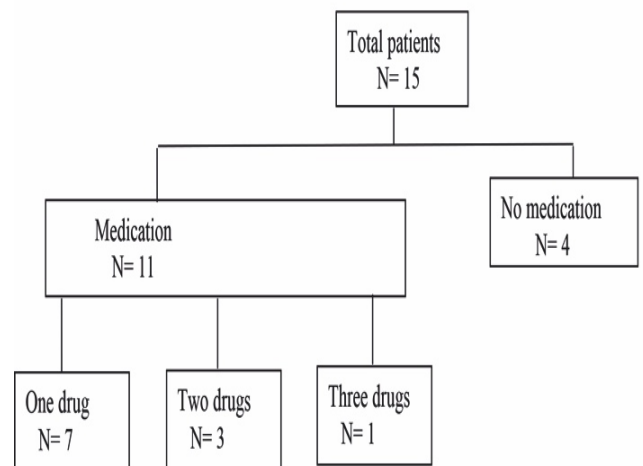 Total patients
N= 15
No medication
N= 4
Medication
N= 11
One drug
N= 7
Two drugs
N= 3
Three drugs
N= 1